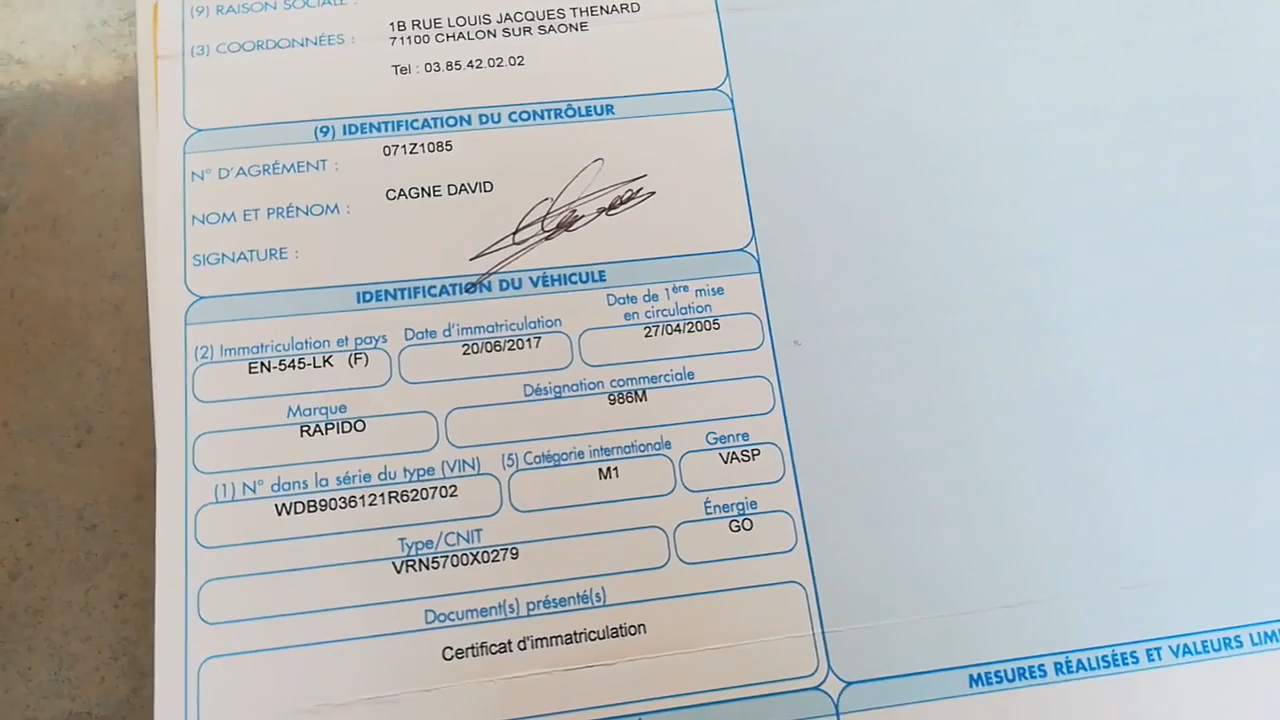 (9) RAISON SOCIALE :
1B RUE LOUIS JACQUES THENARD
(3) COORDONNÉES :
71100 CHALON SUR SAONE
Tel : 03.85.42.02.02
(9) IDENTIFICATION DU CONTRÔLEUR
N° D'AGRÉMENT :
071Z1085
NOM ET PRÉNOM :
CAGNE DAVID
SIGNATURE :
IDENTIFICATION DU VÉHICULE
(2) Immatriculation et pays
EN-545-LK (F)
Date d'immatriculation
20/06/2017
Date de 1ère mise
en circulation
27/04/2005
Marque
RAPIDO
Désignation commerciale
986M
(1) N° dans la série du type (VIN)
WDB9036121R620702
(5) Catégorie internationale
M1
Genre
VASP
Type/CNIT
VRN5700X0279
Énergie
GO
Document(s) présenté(s)
Certificat d'immatriculation
MESURES RÉALISÉES ET VALEURS LIM